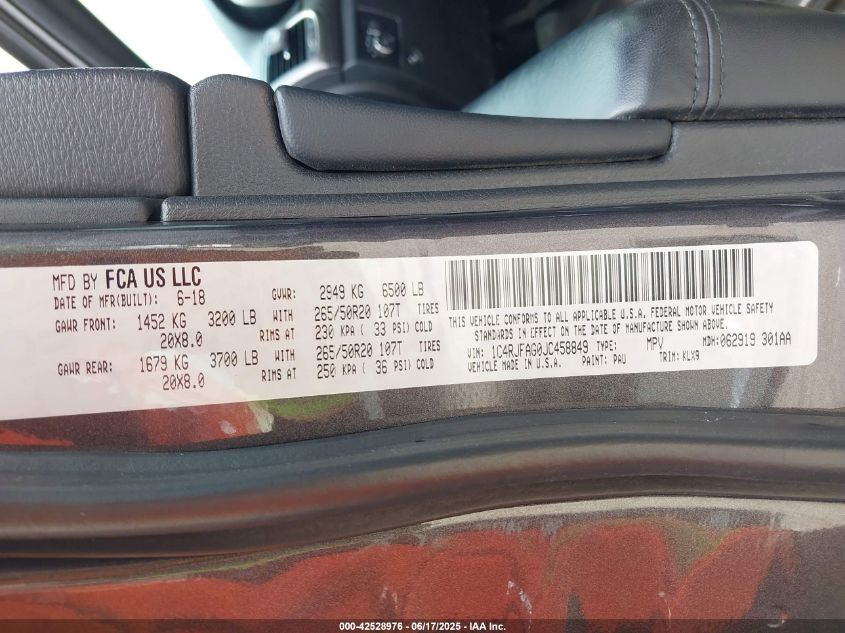 MFD BY FCA US LLC
DATE OF MFR(BUILT): 6-18 GVWR: 2949 KG 6500 LB
GAWR FRONT: 1452 KG 3200 LB WITH 265/50R20 107T TIRES
20X8.0 RIMS AT 230 KPA ( 33 PSI) COLD
GAWR REAR: 1679 KG 3700 LB WITH 265/50R20 107T TIRES
20X8.0 RIMS AT 250 KPA ( 36 PSI) COLD
THIS VEHICLE CONFORMS TO ALL APPLICABLE U.S.A. FEDERAL MOTOR VEHICLE SAFETY
STANDARDS IN EFFECT ON THE DATE OF MANUFACTURE SHOWN ABOVE.
MDH:062919 301AA
VIN: 1C4RJFAG0JC458849 TYPE: MPV
VEHICLE MADE IN U.S.A. PAINT: PAU TRIM: KLX9
000-42528976 - 06/17/2025 - IAA Inc.